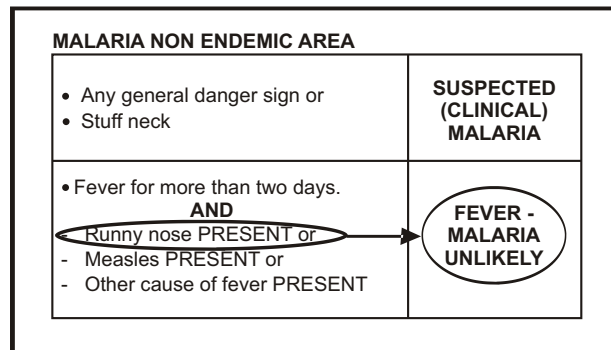 MALARIA NON ENDEMIC AREA
• Any general danger sign or
• Stuff neck
SUSPECTED
(CLINICAL)
MALARIA
• Fever for more than two days.
AND
- Runny nose PRESENT or
- Measles PRESENT or
- Other cause of fever PRESENT
FEVER -
MALARIA
UNLIKELY